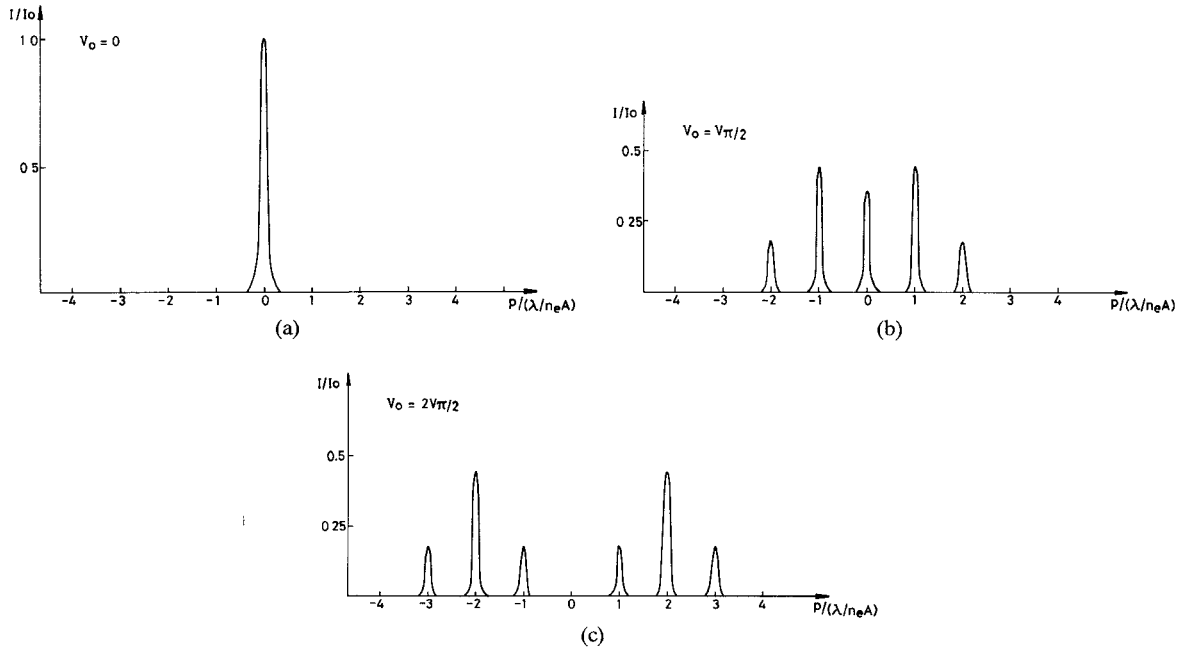 I/Io
V₀ = 0
1 0
0 5
-4 -3 -2 -1 0 1 2 3 4 p/(λ/nₑA)
(a)
I/Io
V₀ = Vπ/2
0.5
0 25
-4 -3 -2 -1 0 1 2 3 4 p/(λ/nₑA)
(b)
I/Io
V₀ = 2Vπ/2
0.5
0 25
-4 -3 -2 -1 0 1 2 3 4 p/(λ/nₑA)
(c)